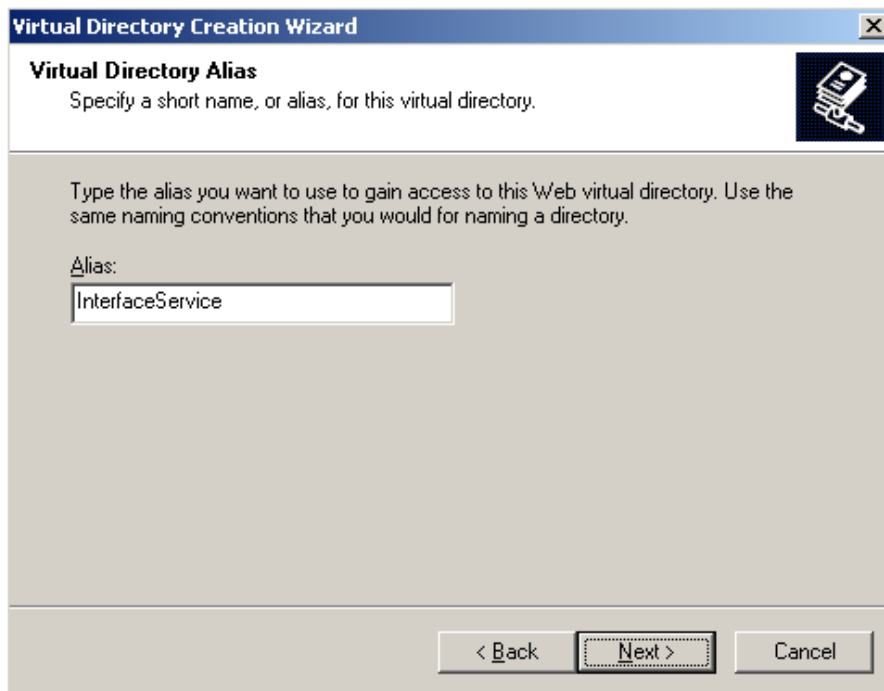 Virtual Directory Creation Wizard
Virtual Directory Alias
Specify a short name, or alias, for this virtual directory.
Type the alias you want to use to gain access to this Web virtual directory. Use the
same naming conventions that you would for naming a directory.
Alias:
InterfaceService
< Back Next > Cancel